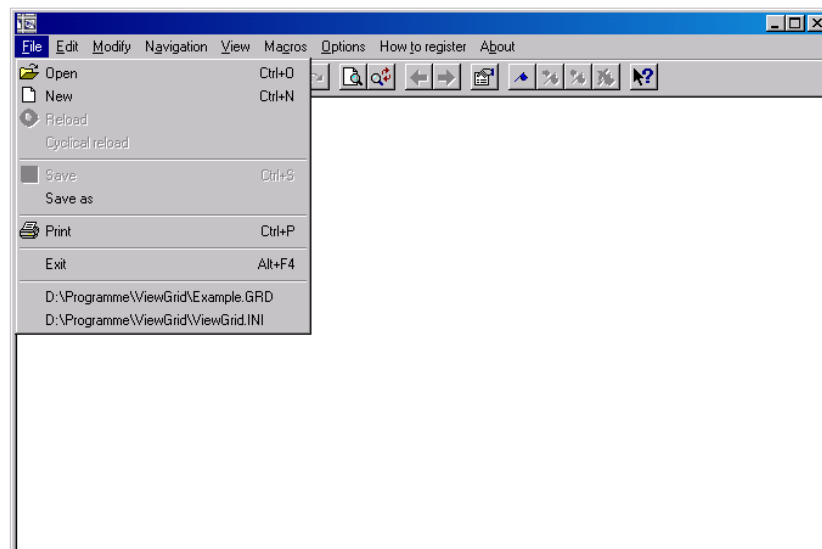 File Edit Modify Navigation View Macros Options How to register About
Open Ctrl+O
New Ctrl+N
Reload
Cyclical reload
Save Ctrl+S
Save as
Print Ctrl+P
Exit Alt+F4
D:\Programme\ViewGrid\Example.GRD
D:\Programme\ViewGrid\ViewGrid.INI